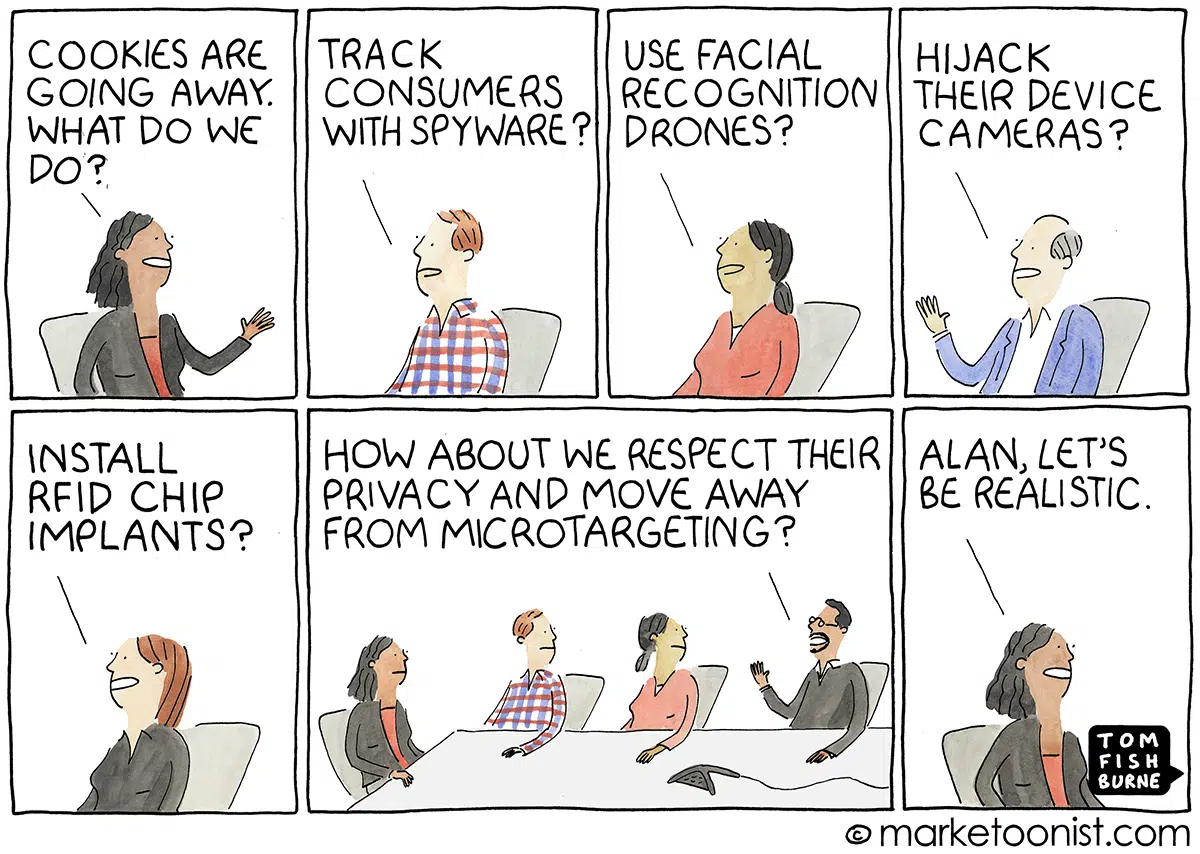 COOKIES ARE
GOING AWAY.
WHAT DO WE
DO?
TRACK
CONSUMERS
WITH SPYWARE?
USE FACIAL
RECOGNITION
DRONES?
HIJACK
THEIR DEVICE
CAMERAS?
INSTALL
RFID CHIP
IMPLANTS?
HOW ABOUT WE RESPECT THEIR
PRIVACY AND MOVE AWAY
FROM MICROTARGETING?
ALAN, LET'S
BE REALISTIC.
TOM
FISH
BURNE
© marketoonist.com